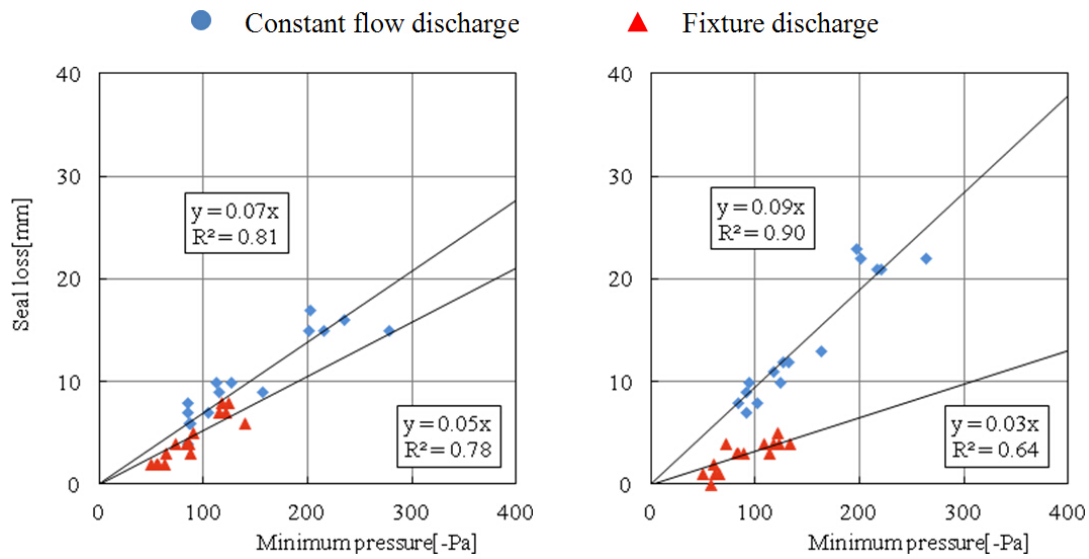 Constant flow discharge
Fixture discharge
Seal loss[mm]
40
30
20
10
0
y = 0.07x
R² = 0.81
y = 0.05x
R² = 0.78
0 100 200 300 400
Minimum pressure[-Pa]
40
30
20
10
0
y = 0.09x
R² = 0.90
y = 0.03x
R² = 0.64
0 100 200 300 400
Minimum pressure[-Pa]